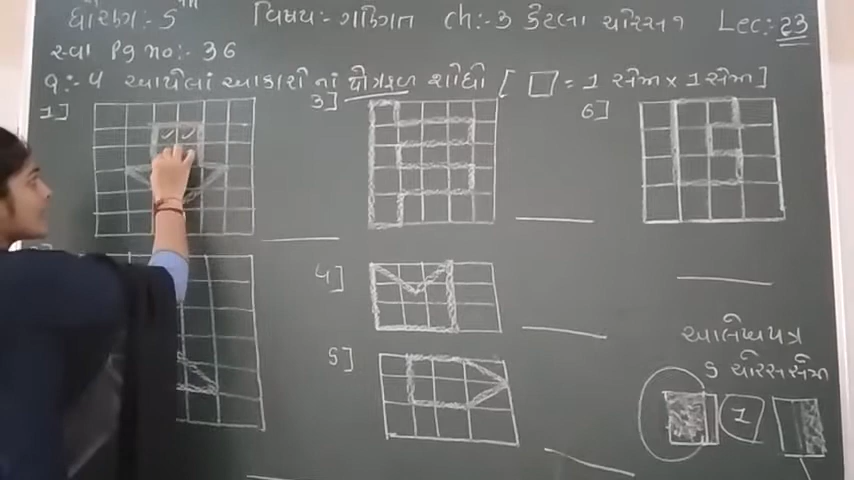 ધોરણ:- 5 વિષય:- ગણિત ch:- 3 કેટલા ચોરસ ? Lec:- 23
સ્વા Pg no:- 36
Q:- 4 આપેલાં આકારોનાં ક્ષેત્રફળ શોધો [ = 1 સેમી × 1 સેમી ]
1]
3]
6]
4]
5]
આલેખપત્ર
5 ચોરસ સેમી
1